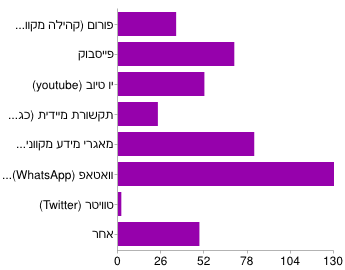 פורום (קהילה מקוו...
פייסבוק
יו טיוב (youtube)
תקשורת מיידית (כג...
מאגרי מידע מקווני...
וואטאפ (WhatsApp)...
טוויטר (Twitter)
אחר
0 26 52 78 104 130